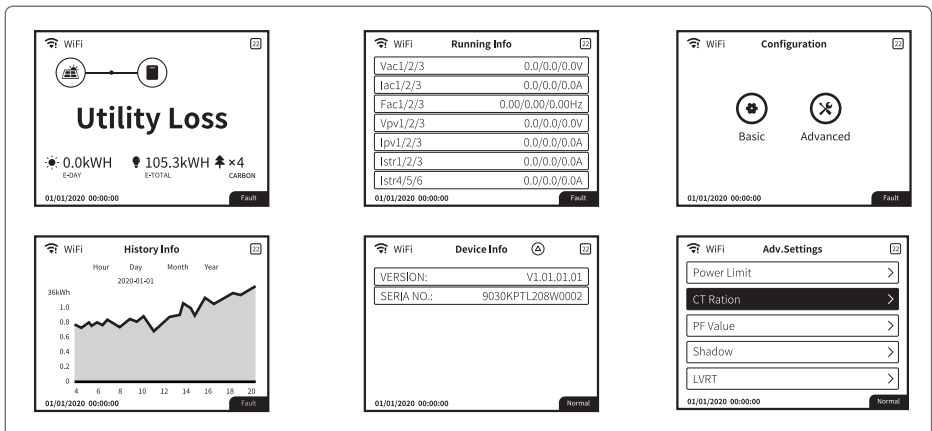 WiFi 22
Utility Loss
0.0kWH 105.3kWH ×4
E-DAY E-TOTAL CARBON
01/01/2020 00:00:00 Fault
WiFi Running Info 22
Vac1/2/3 0.0/0.0/0.0V
Iac1/2/3 0.0/0.0/0.0A
Fac1/2/3 0.00/0.00/0.00Hz
Vpv1/2/3 0.0/0.0/0.0V
Ipv1/2/3 0.0/0.0/0.0A
Istr1/2/3 0.0/0.0/0.0A
Istr4/5/6 0.0/0.0/0.0A
01/01/2020 00:00:00 Fault
WiFi Configuration 22
Basic Advanced
01/01/2020 00:00:00 Fault
WiFi History Info 22
Hour Day Month Year
2020-01-01
36kWh
1.0
0.8
0.6
0.4
0.2
0
4 6 8 10 12 14 16 18 20
01/01/2020 00:00:00 Fault
WiFi Device Info 22
VERSION: V1.01.01.01
SERIA NO.: 9030KPTL208W0002
01/01/2020 00:00:00 Normal
WiFi Adv.Settings 22
Power Limit
CT Ration
PF Value
Shadow
LVRT
01/01/2020 00:00:00 Normal